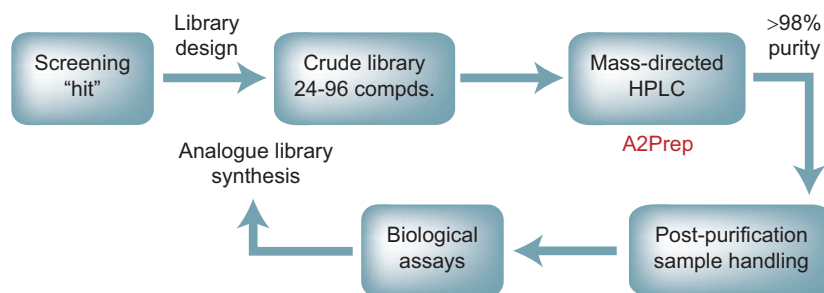 Screening
"hit"
Library
design
Crude library
24-96 compds.
Mass-directed
HPLC
A2Prep
>98%
purity
Post-purification
sample handling
Biological
assays
Analogue library
synthesis